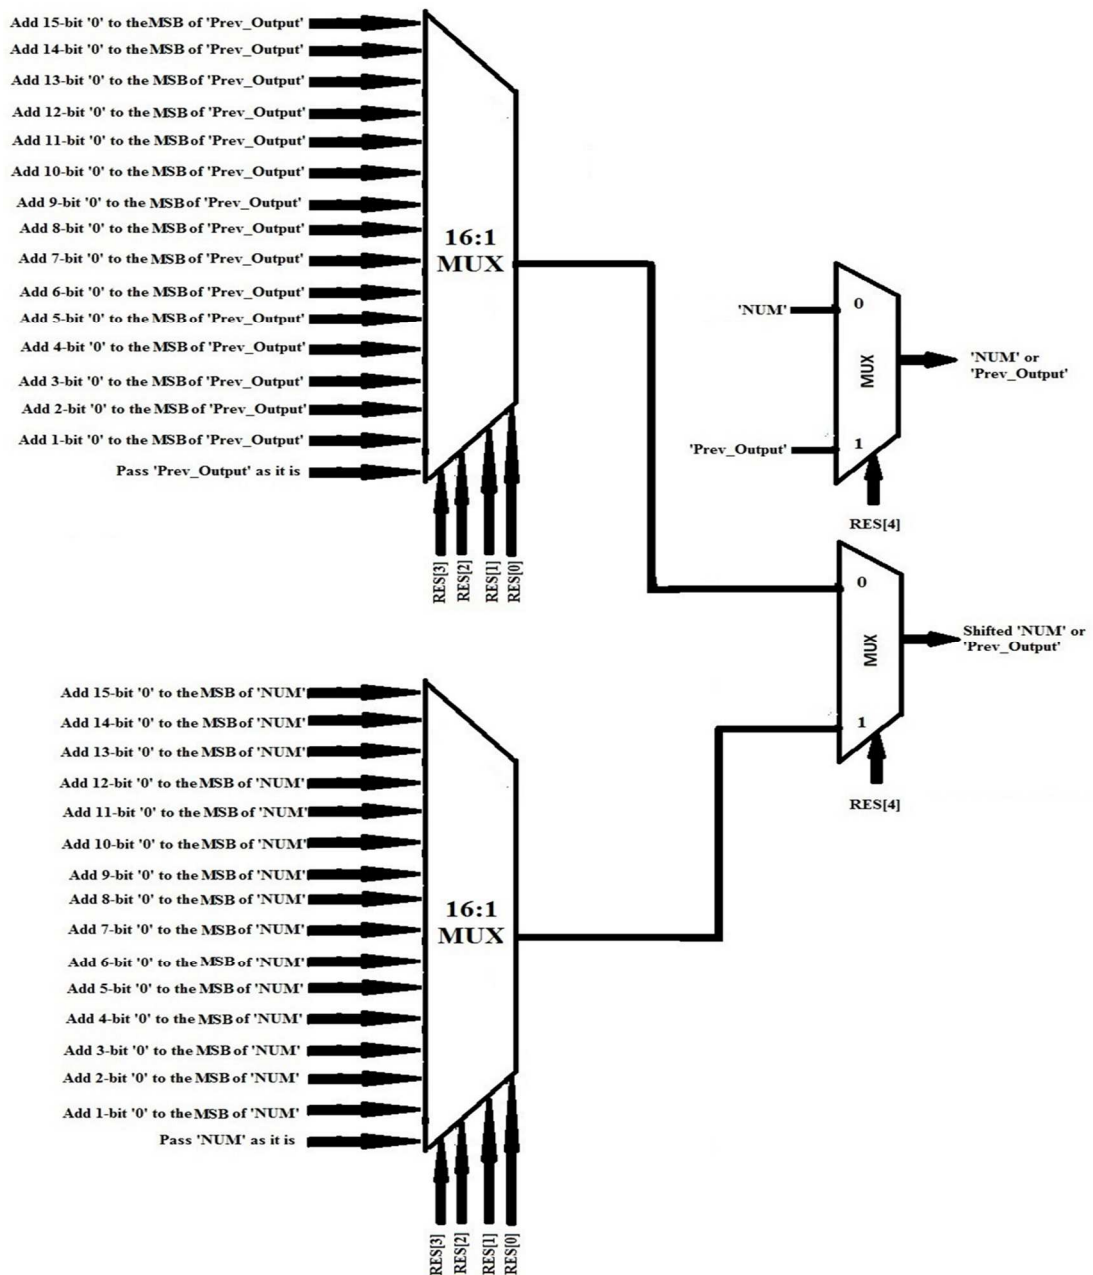 Add 15-bit '0' to the MSB of 'Prev_Output'
Add 14-bit '0' to the MSB of 'Prev_Output'
Add 13-bit '0' to the MSB of 'Prev_Output'
Add 12-bit '0' to the MSB of 'Prev_Output'
Add 11-bit '0' to the MSB of 'Prev_Output'
Add 10-bit '0' to the MSB of 'Prev_Output'
Add 9-bit '0' to the MSB of 'Prev_Output'
Add 8-bit '0' to the MSB of 'Prev_Output'
Add 7-bit '0' to the MSB of 'Prev_Output'
Add 6-bit '0' to the MSB of 'Prev_Output'
Add 5-bit '0' to the MSB of 'Prev_Output'
Add 4-bit '0' to the MSB of 'Prev_Output'
Add 3-bit '0' to the MSB of 'Prev_Output'
Add 2-bit '0' to the MSB of 'Prev_Output'
Add 1-bit '0' to the MSB of 'Prev_Output'
Pass 'Prev_Output' as it is
16:1
MUX
RES[3]
RES[2]
RES[1]
RES[0]
'NUM'
0
MUX
'Prev_Output'
1
RES[4]
'NUM' or
'Prev_Output'
0
MUX
1
RES[4]
Shifted 'NUM' or
'Prev_Output'
Add 15-bit '0' to the MSB of 'NUM'
Add 14-bit '0' to the MSB of 'NUM'
Add 13-bit '0' to the MSB of 'NUM'
Add 12-bit '0' to the MSB of 'NUM'
Add 11-bit '0' to the MSB of 'NUM'
Add 10-bit '0' to the MSB of 'NUM'
Add 9-bit '0' to the MSB of 'NUM'
Add 8-bit '0' to the MSB of 'NUM'
Add 7-bit '0' to the MSB of 'NUM'
Add 6-bit '0' to the MSB of 'NUM'
Add 5-bit '0' to the MSB of 'NUM'
Add 4-bit '0' to the MSB of 'NUM'
Add 3-bit '0' to the MSB of 'NUM'
Add 2-bit '0' to the MSB of 'NUM'
Add 1-bit '0' to the MSB of 'NUM'
Pass 'NUM' as it is
16:1
MUX
RES[3]
RES[2]
RES[1]
RES[0]